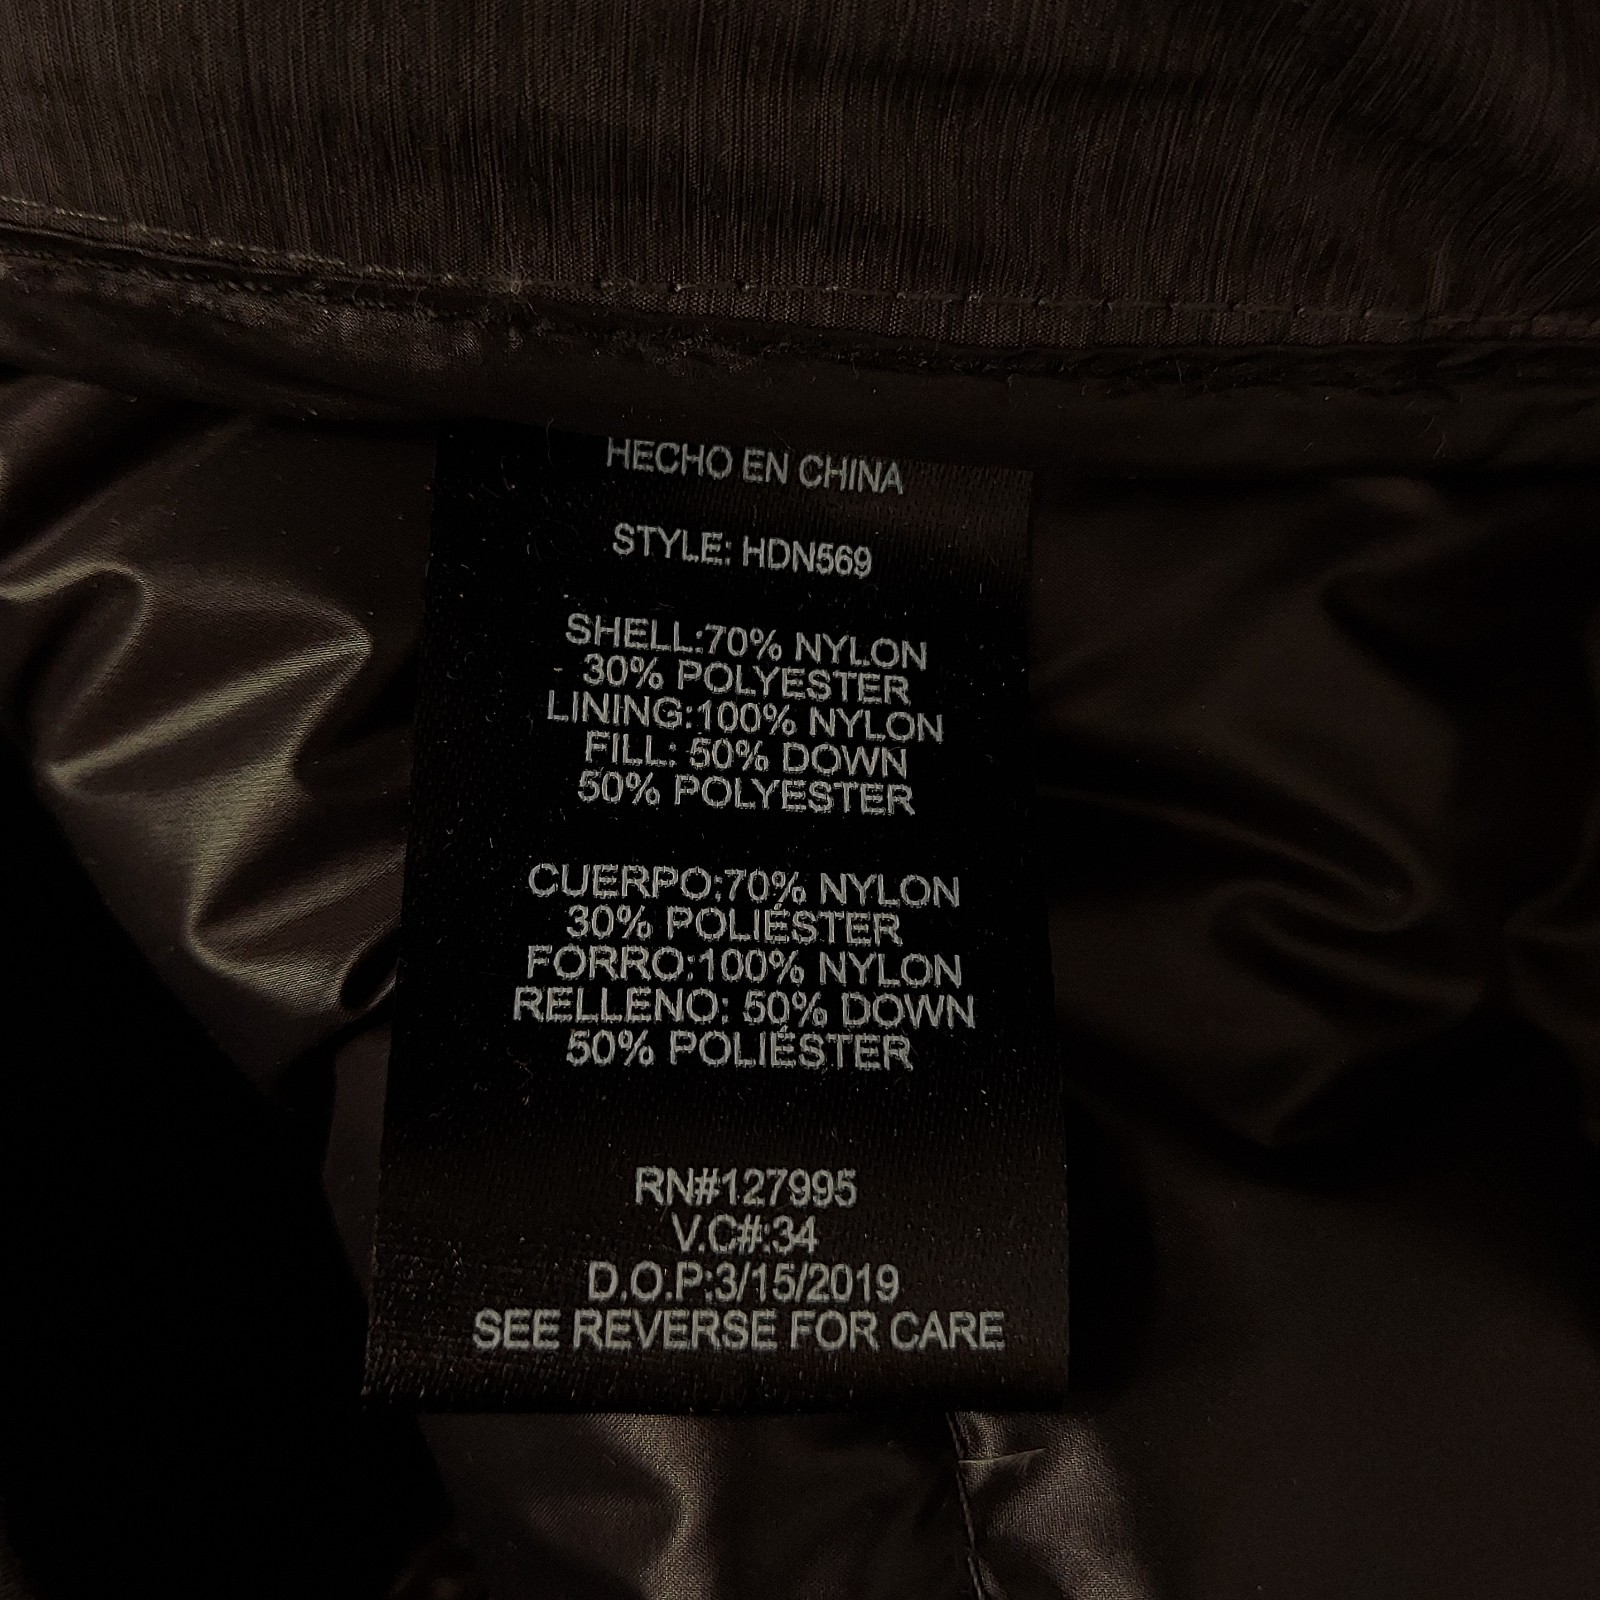 HECHO EN CHINA
STYLE: HDN569
SHELL:70% NYLON
30% POLYESTER
LINING:100% NYLON
FILL: 50% DOWN
50% POLYESTER
CUERPO:70% NYLON
30% POLIÉSTER
FORRO:100% NYLON
RELLENO: 50% DOWN
50% POLIÉSTER
RN#127995
V.C#:34
D.O.P:3/15/2019
SEE REVERSE FOR CARE